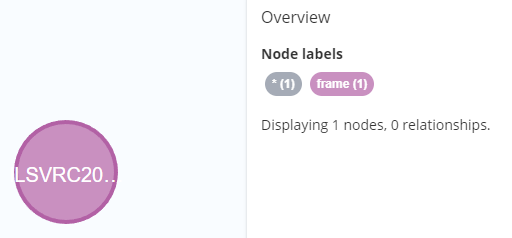 Overview
Node labels
* (1) frame (1)
Displaying 1 nodes, 0 relationships.
LSVRC20...